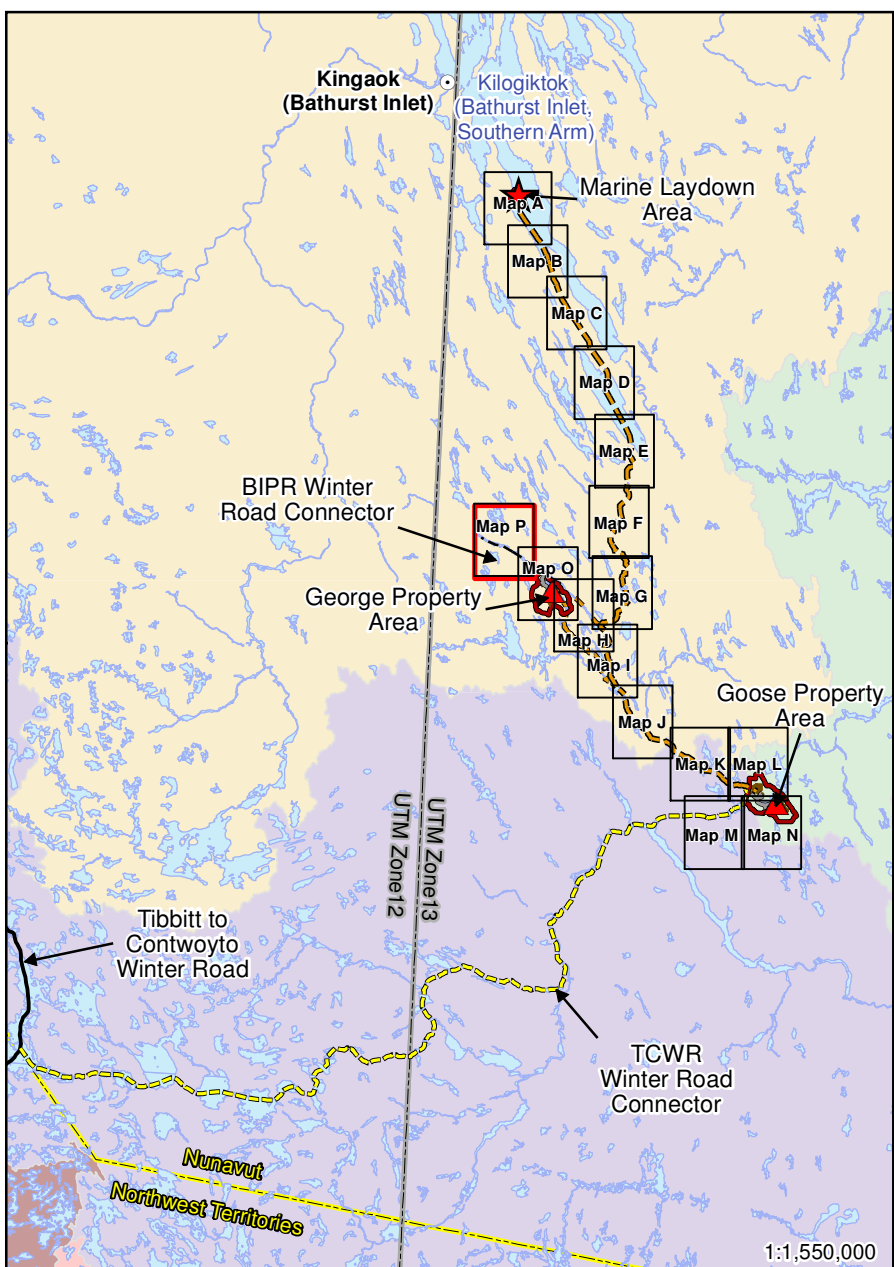 Kingaok
(Bathurst Inlet)
Kilogiktok
(Bathurst Inlet,
Southern Arm)
Marine Laydown
Area
Map A
Map B
Map C
Map D
Map E
BIPR Winter
Road Connector
Map P
Map F
Map O
George Property
Area
Map G
Map H
Map I
Goose Property
Area
Map J
Map K
Map L
Map M
Map N
UTM Zone12
UTM Zone13
Tibbitt to
Contwoyto
Winter Road
TCWR
Winter Road
Connector
Nunavut
Northwest Territories
1:1,550,000